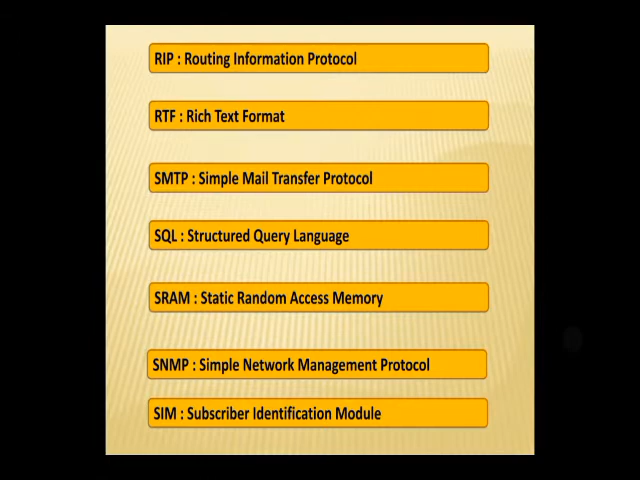 RIP : Routing Information Protocol
RTF : Rich Text Format
SMTP : Simple Mail Transfer Protocol
SQL : Structured Query Language
SRAM : Static Random Access Memory
SNMP : Simple Network Management Protocol
SIM : Subscriber Identification Module